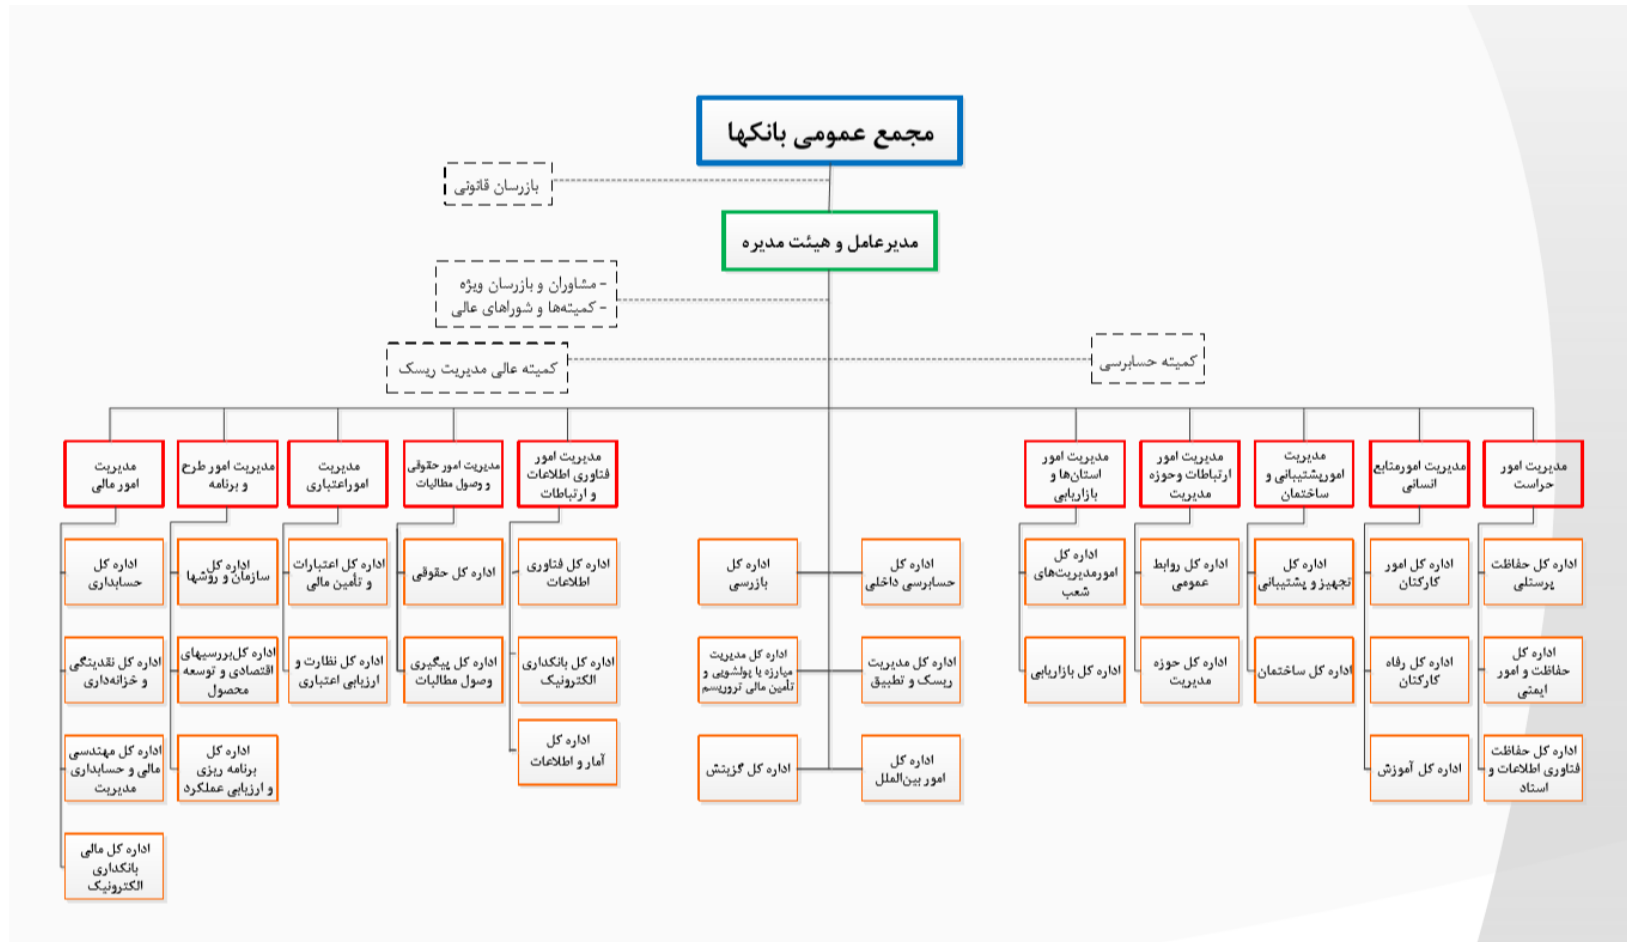 مجمع عمومی بانکها
بازرسان قانونی
مدیرعامل و هیئت مدیره
- مشاوران و بازرسان ویژه
- کمیته‌ها و شوراهای عالی
کمیته حسابرسی
کمیته عالی مدیریت ریسک
مدیریت امور
حراست
مدیریت امورمنابع
انسانی
مدیریت
امورپشتیبانی و
ساختمان
مدیریت امور
ارتباطات وحوزه
مدیریت
مدیریت امور
استان‌ها و
بازاریابی
مدیریت امور
فناوری اطلاعات
و ارتباطات
مدیریت امور حقوقی
و وصول مطالبات
مدیریت
اموراعتباری
مدیریت امور طرح
و برنامه
مدیریت
امور مالی
اداره کل حفاظت
پرسنلی
اداره کل امور
کارکنان
اداره کل
تجهیز و پشتیبانی
اداره کل روابط
عمومی
اداره کل
امورمدیریت‌های
شعب
اداره کل
حسابرسی داخلی
اداره کل
بازرسی
اداره کل فناوری
اطلاعات
اداره کل حقوقی
اداره کل اعتبارات
و تأمین مالی
اداره کل
سازمان و روشها
اداره کل
حسابداری
اداره کل
حفاظت و امور
ایمنی
اداره کل رفاه
کارکنان
اداره کل ساختمان
اداره کل حوزه
مدیریت
اداره کل بازاریابی
اداره کل مدیریت
ریسک و تطبیق
اداره کل مدیریت
مبارزه با پولشویی و
تأمین مالی تروریسم
اداره کل بانکداری
الکترونیک
اداره کل پیگیری
وصول مطالبات
اداره کل نظارت و
ارزیابی اعتباری
اداره کل‌بررسیهای
اقتصادی و توسعه
محصول
اداره کل نقدینگی
و خزانه‌داری
اداره کل حفاظت
فناوری اطلاعات و
اسناد
اداره کل آموزش
اداره کل
امور بین‌الملل
اداره کل گزینش
اداره کل
آمار و اطلاعات
اداره کل
برنامه ریزی
و ارزیابی عملکرد
اداره کل مهندسی
مالی و حسابداری
مدیریت
اداره کل مالی
بانکداری
الکترونیک